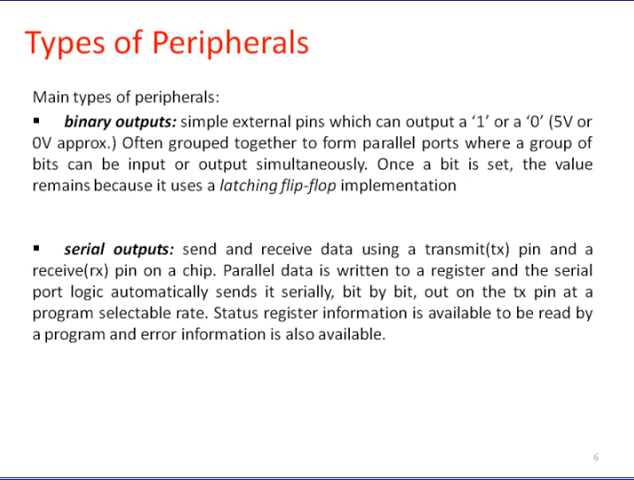 Types of Peripherals
Main types of peripherals:
▪ binary outputs: simple external pins which can output a ‘1’ or a ‘0’ (5V or
0V approx.) Often grouped together to form parallel ports where a group of
bits can be input or output simultaneously. Once a bit is set, the value
remains because it uses a latching flip-flop implementation
▪ serial outputs: send and receive data using a transmit(tx) pin and a
receive(rx) pin on a chip. Parallel data is written to a register and the serial
port logic automatically sends it serially, bit by bit, out on the tx pin at a
program selectable rate. Status register information is available to be read by
a program and error information is also available.
6